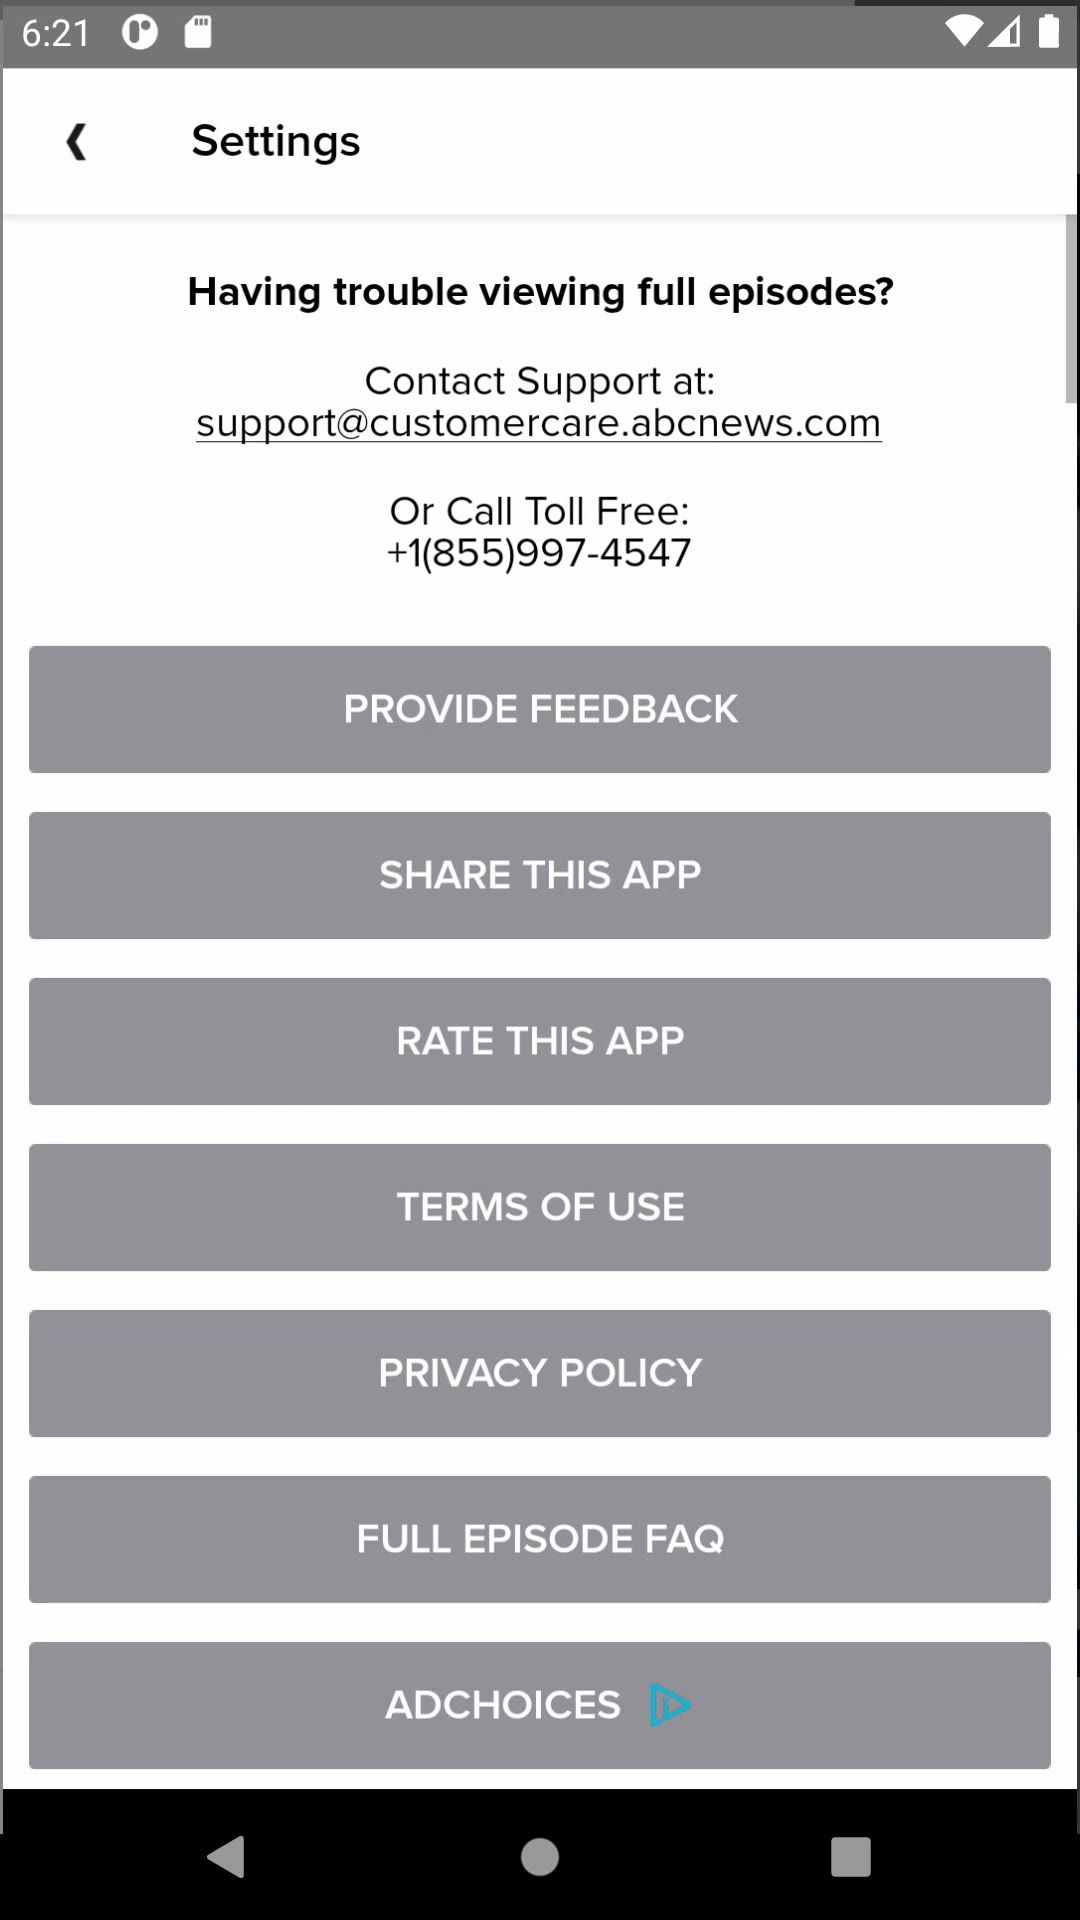 6:21
Settings
Having trouble viewing full episodes?
Contact Support at:
support@customercare.abcnews.com
Or Call Toll Free:
+1(855)997-4547
PROVIDE FEEDBACK
SHARE THIS APP
RATE THIS APP
TERMS OF USE
PRIVACY POLICY
FULL EPISODE FAQ
ADCHOICES